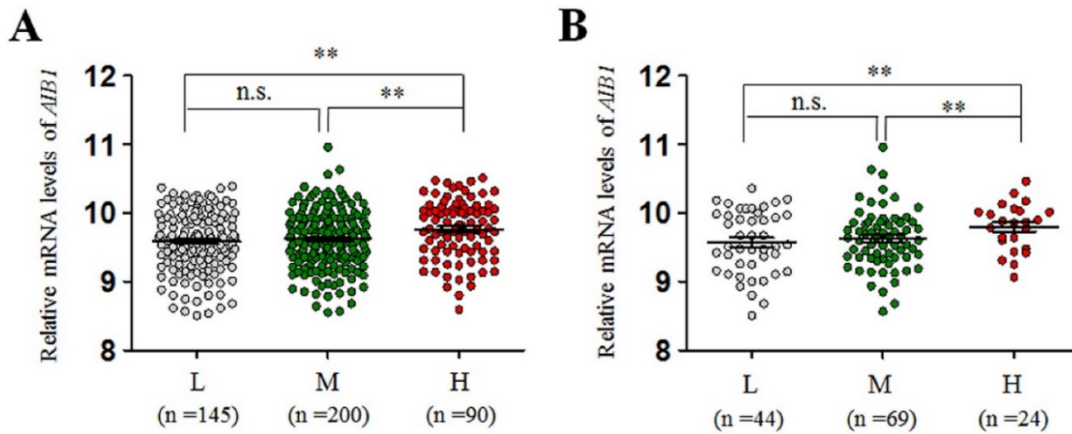 A
Relative mRNA levels of AIB1
12
11
10
9
8
**
n.s.
**
L
M
H
(n =145)
(n =200)
(n =90)
B
Relative mRNA levels of AIB1
12
11
10
9
8
**
n.s.
**
L
M
H
(n =44)
(n =69)
(n =24)